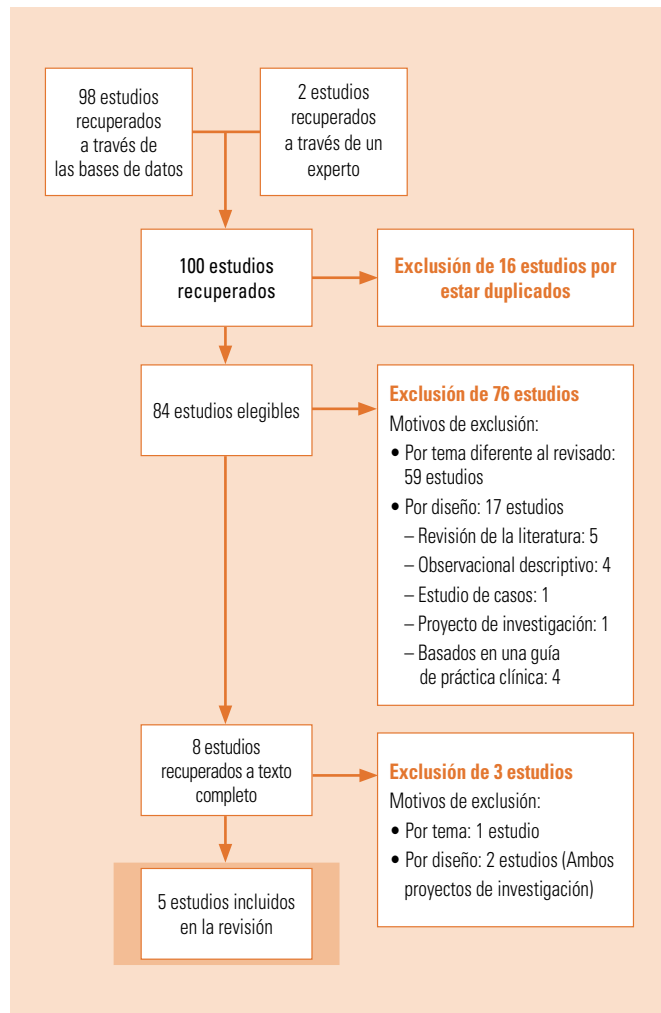 98 estudios
recuperados
a través de
las bases de datos
2 estudios
recuperados
a través de un
experto
100 estudios
recuperados
Exclusión de 16 estudios por
estar duplicados
84 estudios elegibles
Exclusión de 76 estudios
Motivos de exclusión:
• Por tema diferente al revisado:
59 estudios
• Por diseño: 17 estudios
– Revisión de la literatura: 5
– Observacional descriptivo: 4
– Estudio de casos: 1
– Proyecto de investigación: 1
– Basados en una guía
de práctica clínica: 4
8 estudios
recuperados a texto
completo
Exclusión de 3 estudios
Motivos de exclusión:
• Por tema: 1 estudio
• Por diseño: 2 estudios (Ambos
proyectos de investigación)
5 estudios incluidos
en la revisión